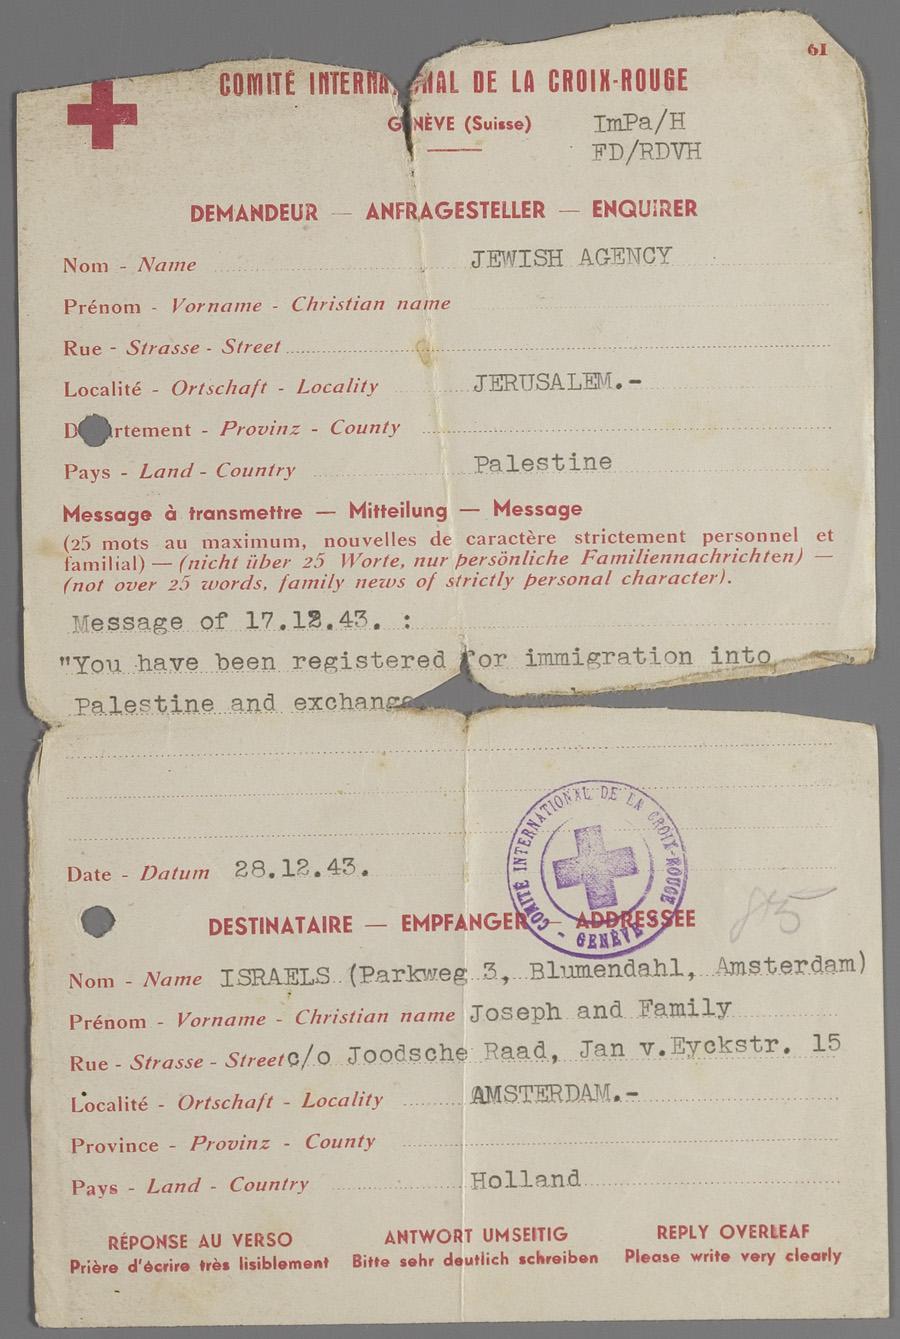 61
COMITÉ INTERNA NAL DE LA CROIX-ROUGE
GENÈVE (Suisse)
ImPa/H
FD/RDVH
DEMANDEUR — ANFRAGESTELLER — ENQUIRER
Nom - Name JEWISH AGENCY
Prénom - Vorname - Christian name
Rue - Strasse - Street
Localité - Ortschaft - Locality JERUSALEM.-
D rtement - Provinz - County
Pays - Land - Country Palestine
Message à transmettre — Mitteilung — Message
(25 mots au maximum, nouvelles de caractère strictement personnel et
familial) — (nicht über 25 Worte, nur persönliche Familiennachrichten) —
(not over 25 words, family news of strictly personal character).
Message of 17.12.43. :
"You have been registered for immigration into
Palestine and exchange
Date - Datum 28.12.43.
COMITÉ INTERNATIONAL DE LA CROIX-ROUGE - GENÈVE -
DESTINATAIRE — EMPFANGER — ADDRESSEE
Nom - Name ISRAELS (Parkweg 3, Blumendahl, Amsterdam)
Prénom - Vorname - Christian name Joseph and Family
Rue - Strasse - Street c/o Joodsche Raad, Jan v.Eyckstr. 15
Localité - Ortschaft - Locality AMSTERDAM.-
Province - Provinz - County
Pays - Land - Country Holland
RÉPONSE AU VERSO ANTWORT UMSEITIG REPLY OVERLEAF
Prière d'écrire très lisiblement Bitte sehr deutlich schreiben Please write very clearly